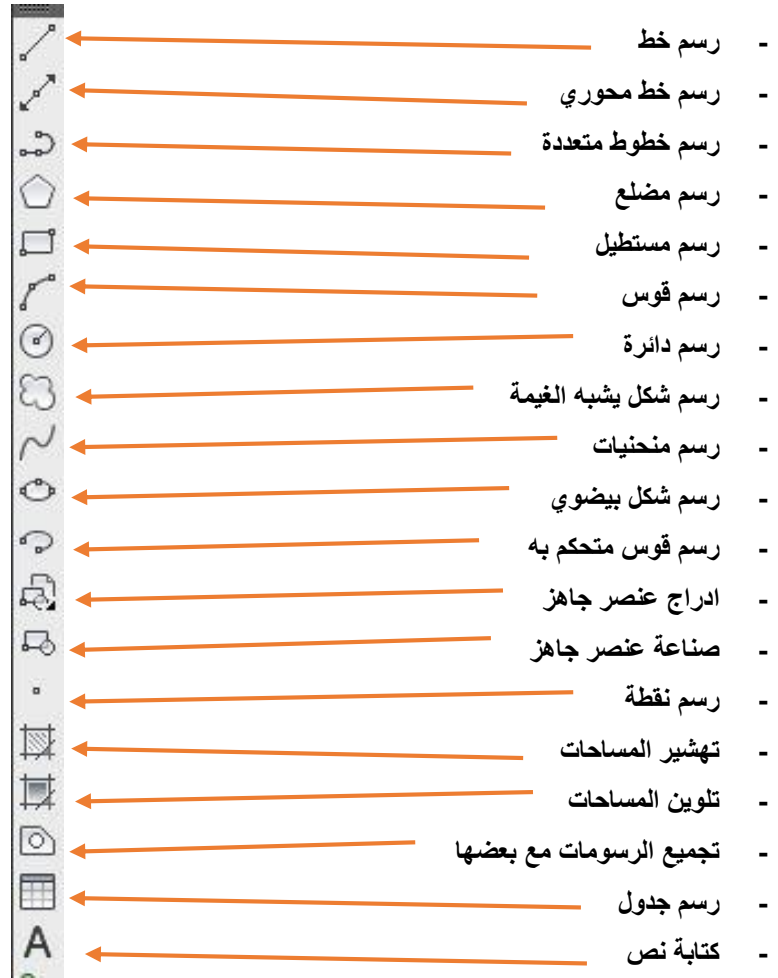 - رسم خط
- رسم خط محوري
- رسم خطوط متعددة
- رسم مضلع
- رسم مستطيل
- رسم قوس
- رسم دائرة
- رسم شكل يشبه الغيمة
- رسم منحنيات
- رسم شكل بيضوي
- رسم قوس متحكم به
- ادراج عنصر جاهز
- صناعة عنصر جاهز
- رسم نقطة
- تهشير المساحات
- تلوين المساحات
- تجميع الرسومات مع بعضها
- رسم جدول
- كتابة نص
A